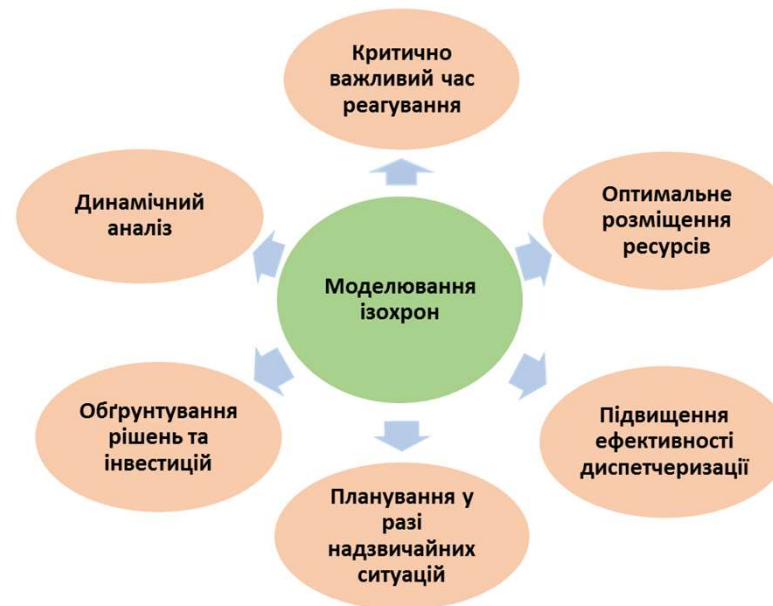 Критично
важливий час
реагування
Динамічний
аналіз
Оптимальне
розміщення
ресурсів
Моделювання
ізохрон
Обґрунтування
рішень та
інвестицій
Підвищення
ефективності
диспетчеризації
Планування у
разі
надзвичайних
ситуацій